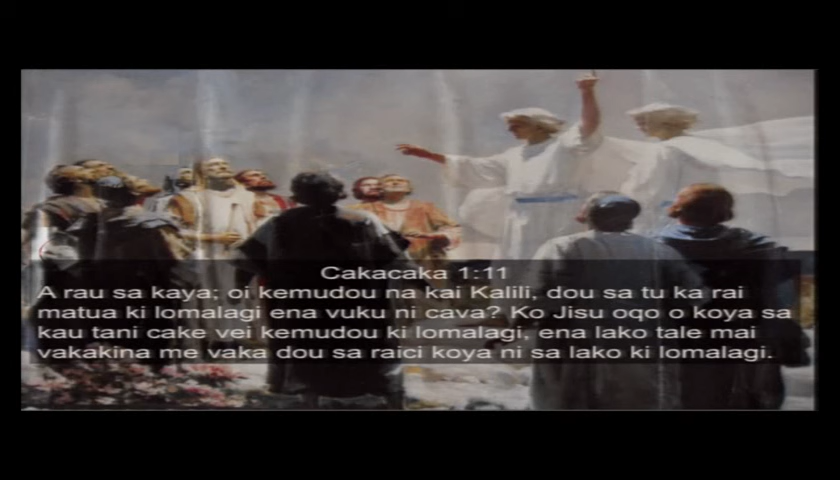 Cakacaka 1:11
A rau sa kaya; oi kemudou na kai Kalili, dou sa tu ka rai
matua ki lomalagi ena vuku ni cava? Ko Jisu oqo o koya sa
kau tani cake vei kemudou ki lomalagi, ena lako tale mai
vakakina me vaka dou sa raici koya ni sa lako ki lomalagi.